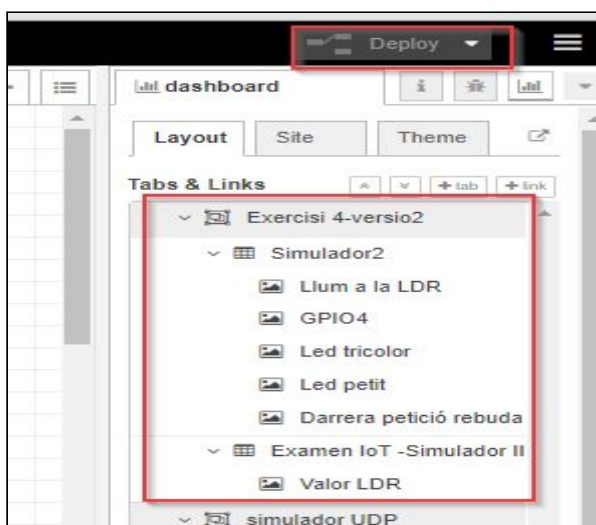 Deploy
dashboard
i
Layout Site Theme
Tabs & Links + tab + link
Exercisi 4-versio2
Simulador2
Llum a la LDR
GPIO4
Led tricolor
Led petit
Darrera petició rebuda
Examen IoT -Simulador II
Valor LDR
simulador UDP